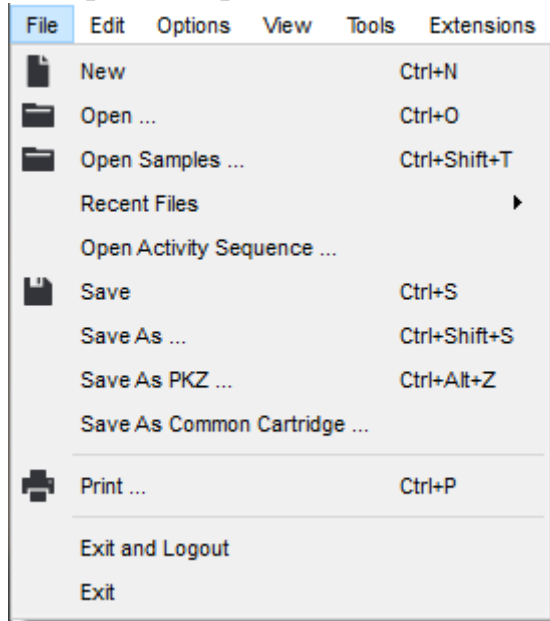 File Edit Options View Tools Extensions
New Ctrl+N
Open ... Ctrl+O
Open Samples ... Ctrl+Shift+T
Recent Files
Open Activity Sequence ...
Save Ctrl+S
Save As ... Ctrl+Shift+S
Save As PKZ ... Ctrl+Alt+Z
Save As Common Cartridge ...
Print ... Ctrl+P
Exit and Logout
Exit